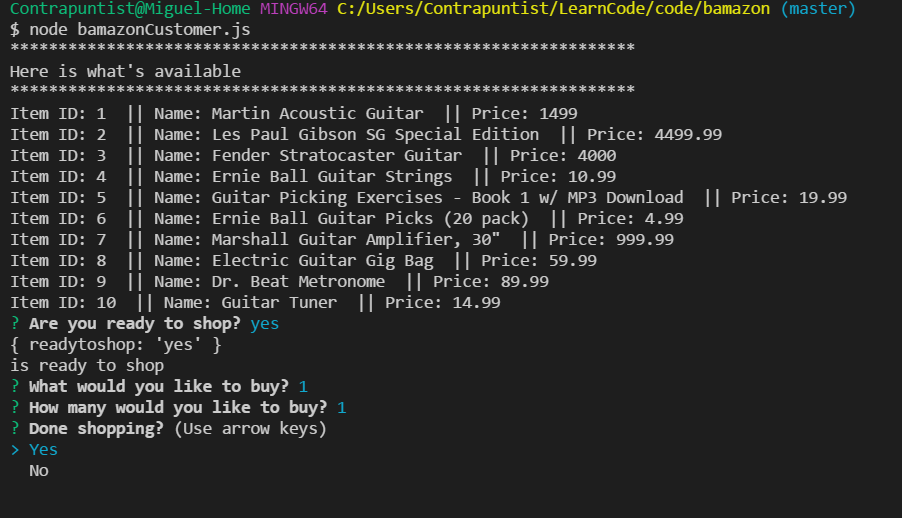 Contrapuntist@Miguel-Home MINGW64 C:/Users/Contrapuntist/LearnCode/code/bamazon (master)
$ node bamazonCustomer.js
*****************************************************************
Here is what's available
*****************************************************************
Item ID: 1  || Name: Martin Acoustic Guitar  || Price: 1499
Item ID: 2  || Name: Les Paul Gibson SG Special Edition  || Price: 4499.99
Item ID: 3  || Name: Fender Stratocaster Guitar  || Price: 4000
Item ID: 4  || Name: Ernie Ball Guitar Strings  || Price: 10.99
Item ID: 5  || Name: Guitar Picking Exercises - Book 1 w/ MP3 Download  || Price: 19.99
Item ID: 6  || Name: Ernie Ball Guitar Picks (20 pack)  || Price: 4.99
Item ID: 7  || Name: Marshall Guitar Amplifier, 30"  || Price: 999.99
Item ID: 8  || Name: Electric Guitar Gig Bag  || Price: 59.99
Item ID: 9  || Name: Dr. Beat Metronome  || Price: 89.99
Item ID: 10  || Name: Guitar Tuner  || Price: 14.99
? Are you ready to shop? yes
{ readytoshop: 'yes' }
is ready to shop
? What would you like to buy? 1
? How many would you like to buy? 1
? Done shopping? (Use arrow keys)
> Yes
  No